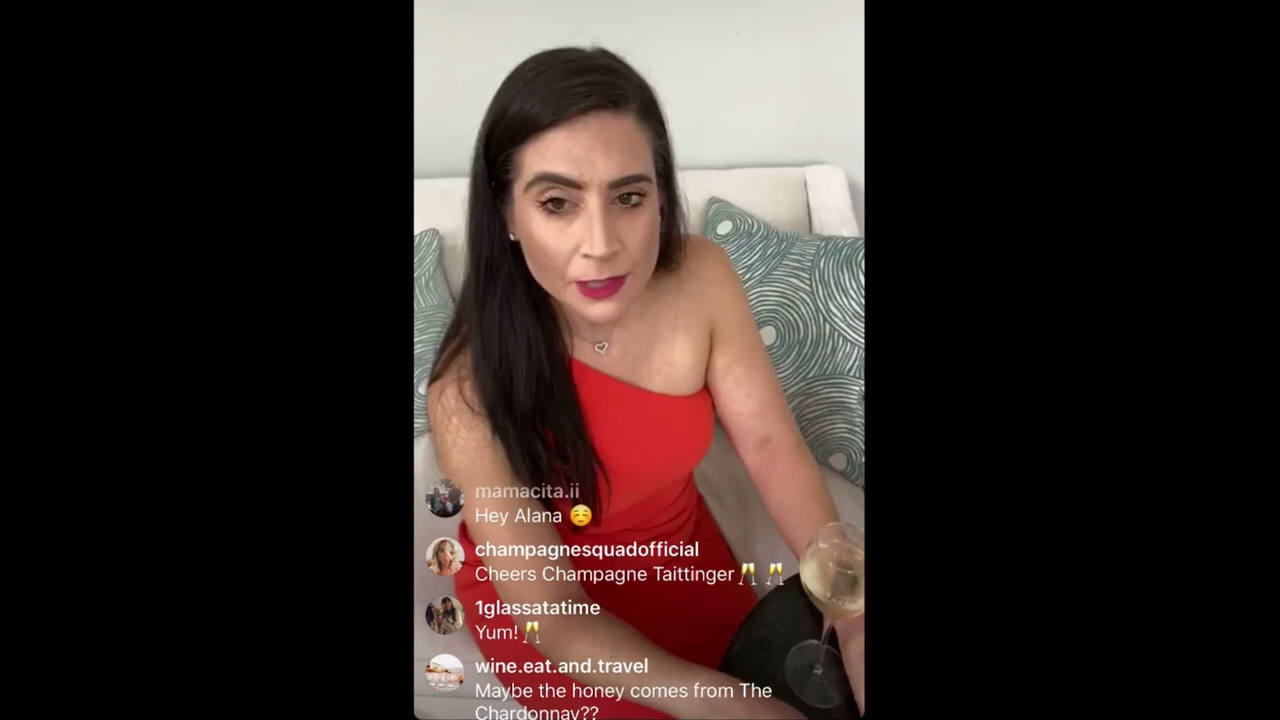 mamacita.ii
Hey Alana ☺️
champagnesquadofficial
Cheers Champagne Taittinger🥂 🥂
1glassatatime
Yum!🥂
wine.eat.and.travel
Maybe the honey comes from The
Chardonnay??